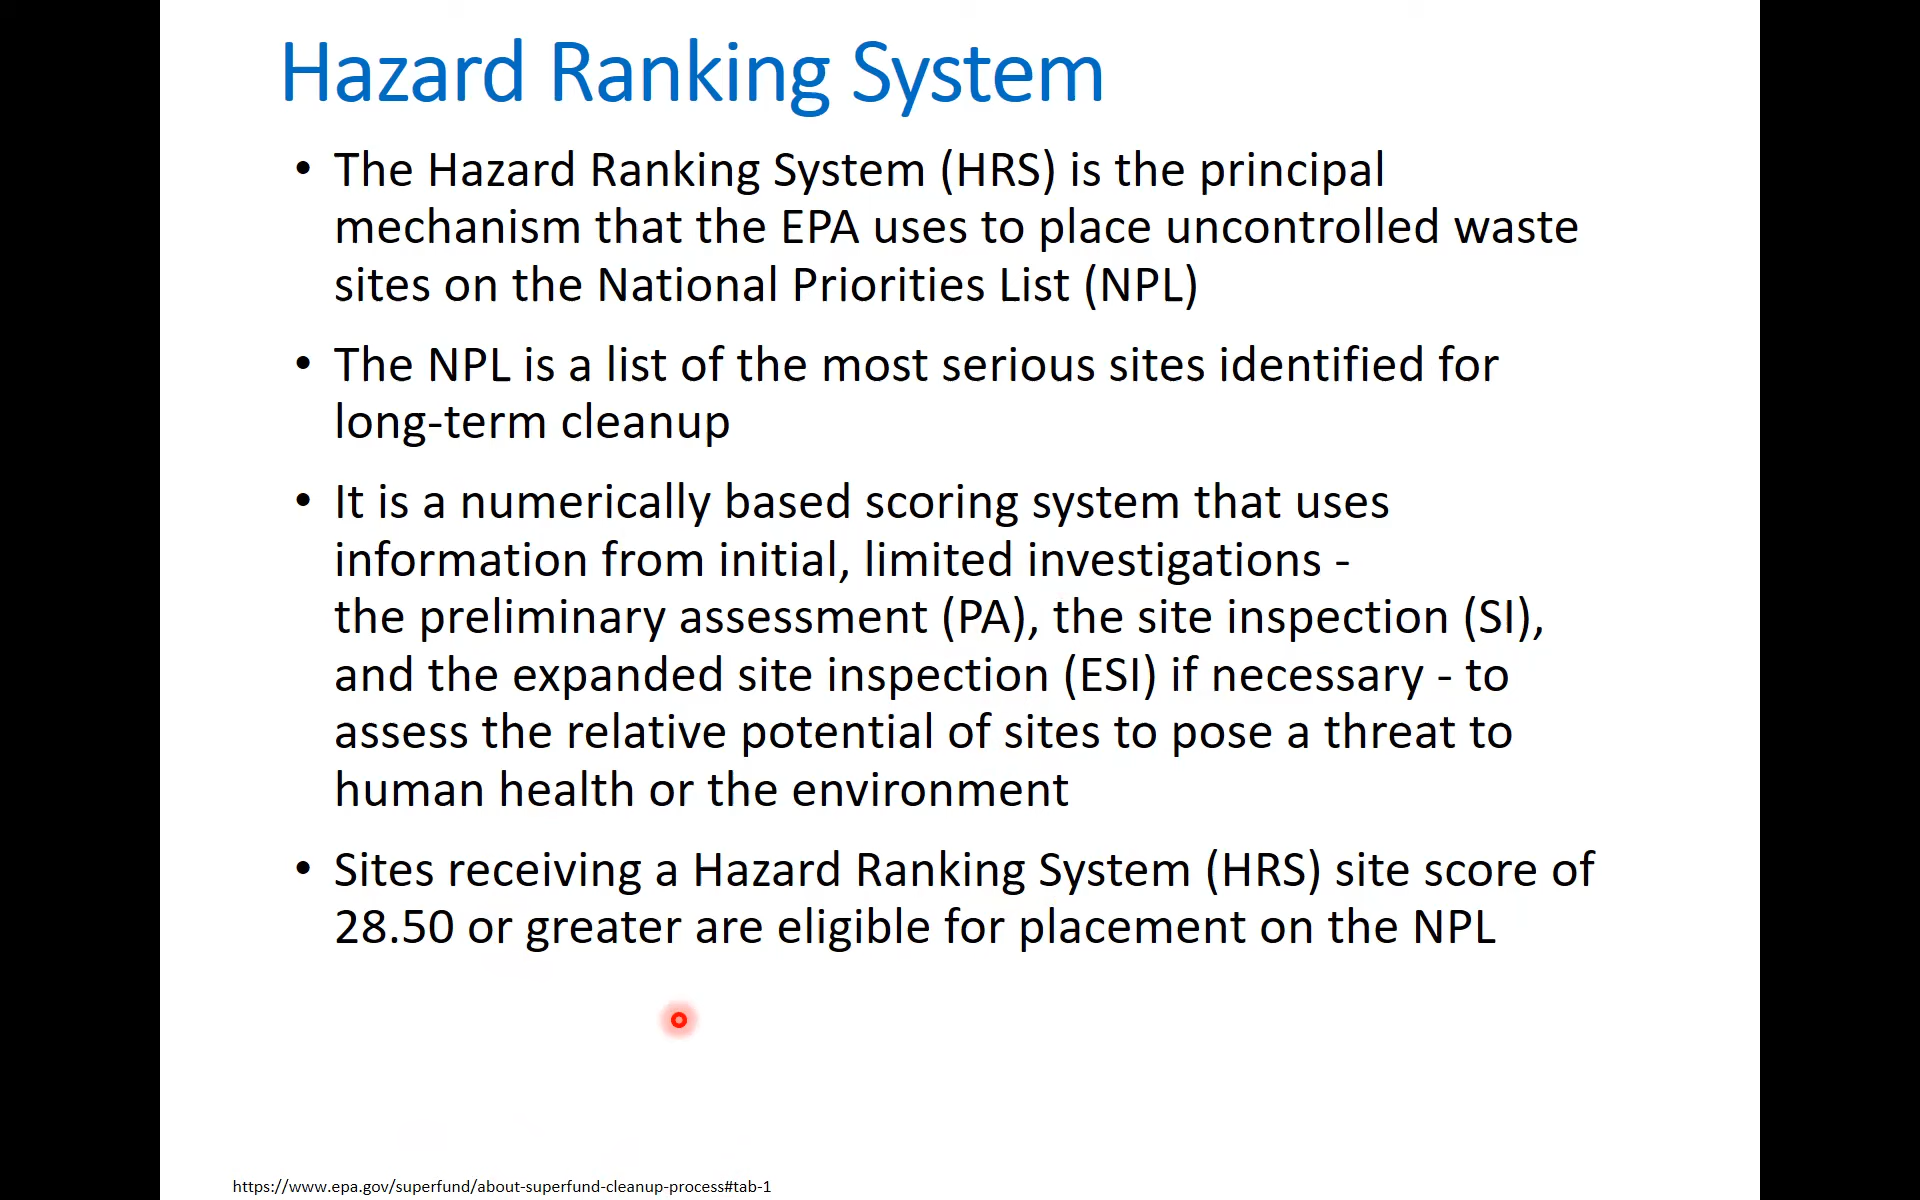 Hazard Ranking System
• The Hazard Ranking System (HRS) is the principal
mechanism that the EPA uses to place uncontrolled waste
sites on the National Priorities List (NPL)
• The NPL is a list of the most serious sites identified for
long-term cleanup
• It is a numerically based scoring system that uses
information from initial, limited investigations -
the preliminary assessment (PA), the site inspection (SI),
and the expanded site inspection (ESI) if necessary - to
assess the relative potential of sites to pose a threat to
human health or the environment
• Sites receiving a Hazard Ranking System (HRS) site score of
28.50 or greater are eligible for placement on the NPL
https://www.epa.gov/superfund/about-superfund-cleanup-process#tab-1